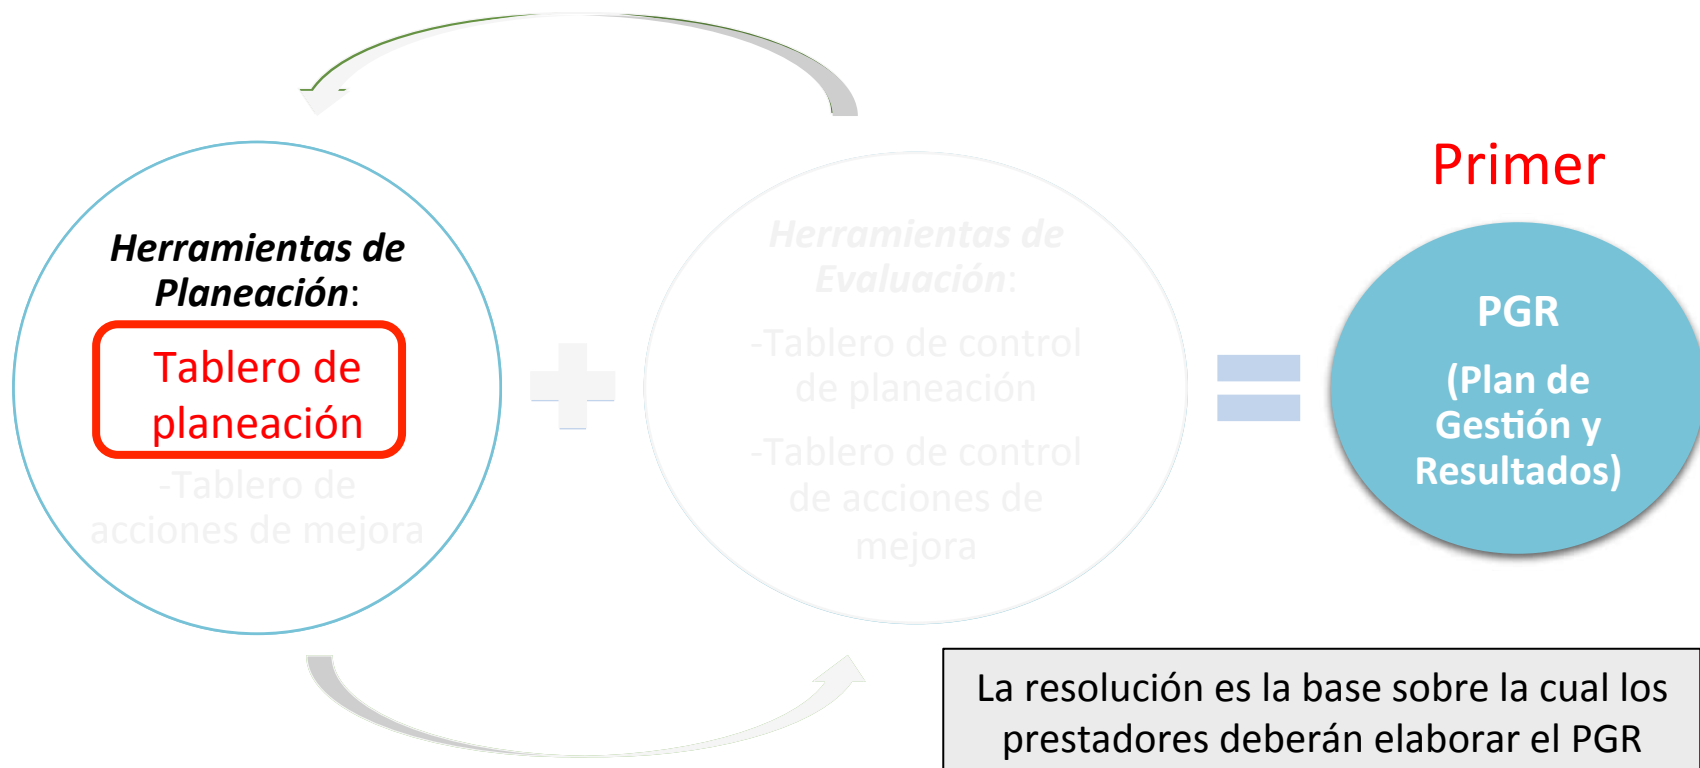 Herramientas de
Planeación:
Tablero de
planeación
-Tablero de
acciones de mejora
Herramientas de
Evaluación:
-Tablero de control
de planeación
-Tablero de control
de acciones de
mejora
Primer
PGR
(Plan de
Gestión y
Resultados)
La resolución es la base sobre la cual los
prestadores deberán elaborar el PGR